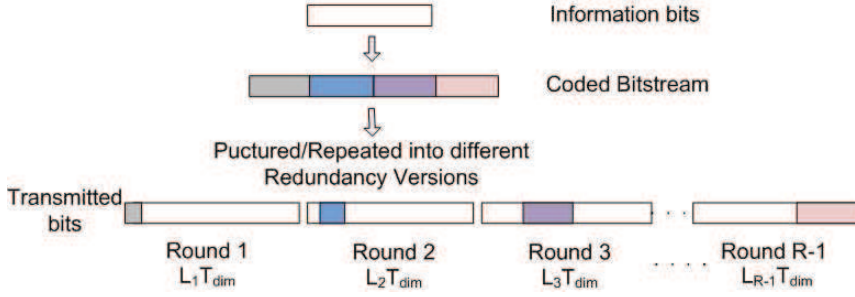 Information bits
Coded Bitstream
Puctured/Repeated into different
Redundancy Versions
Transmitted
bits
. . .
Round 1 Round 2 Round 3 Round R-1
L1Tdim L2Tdim L3Tdim . . . . . LR-1Tdim